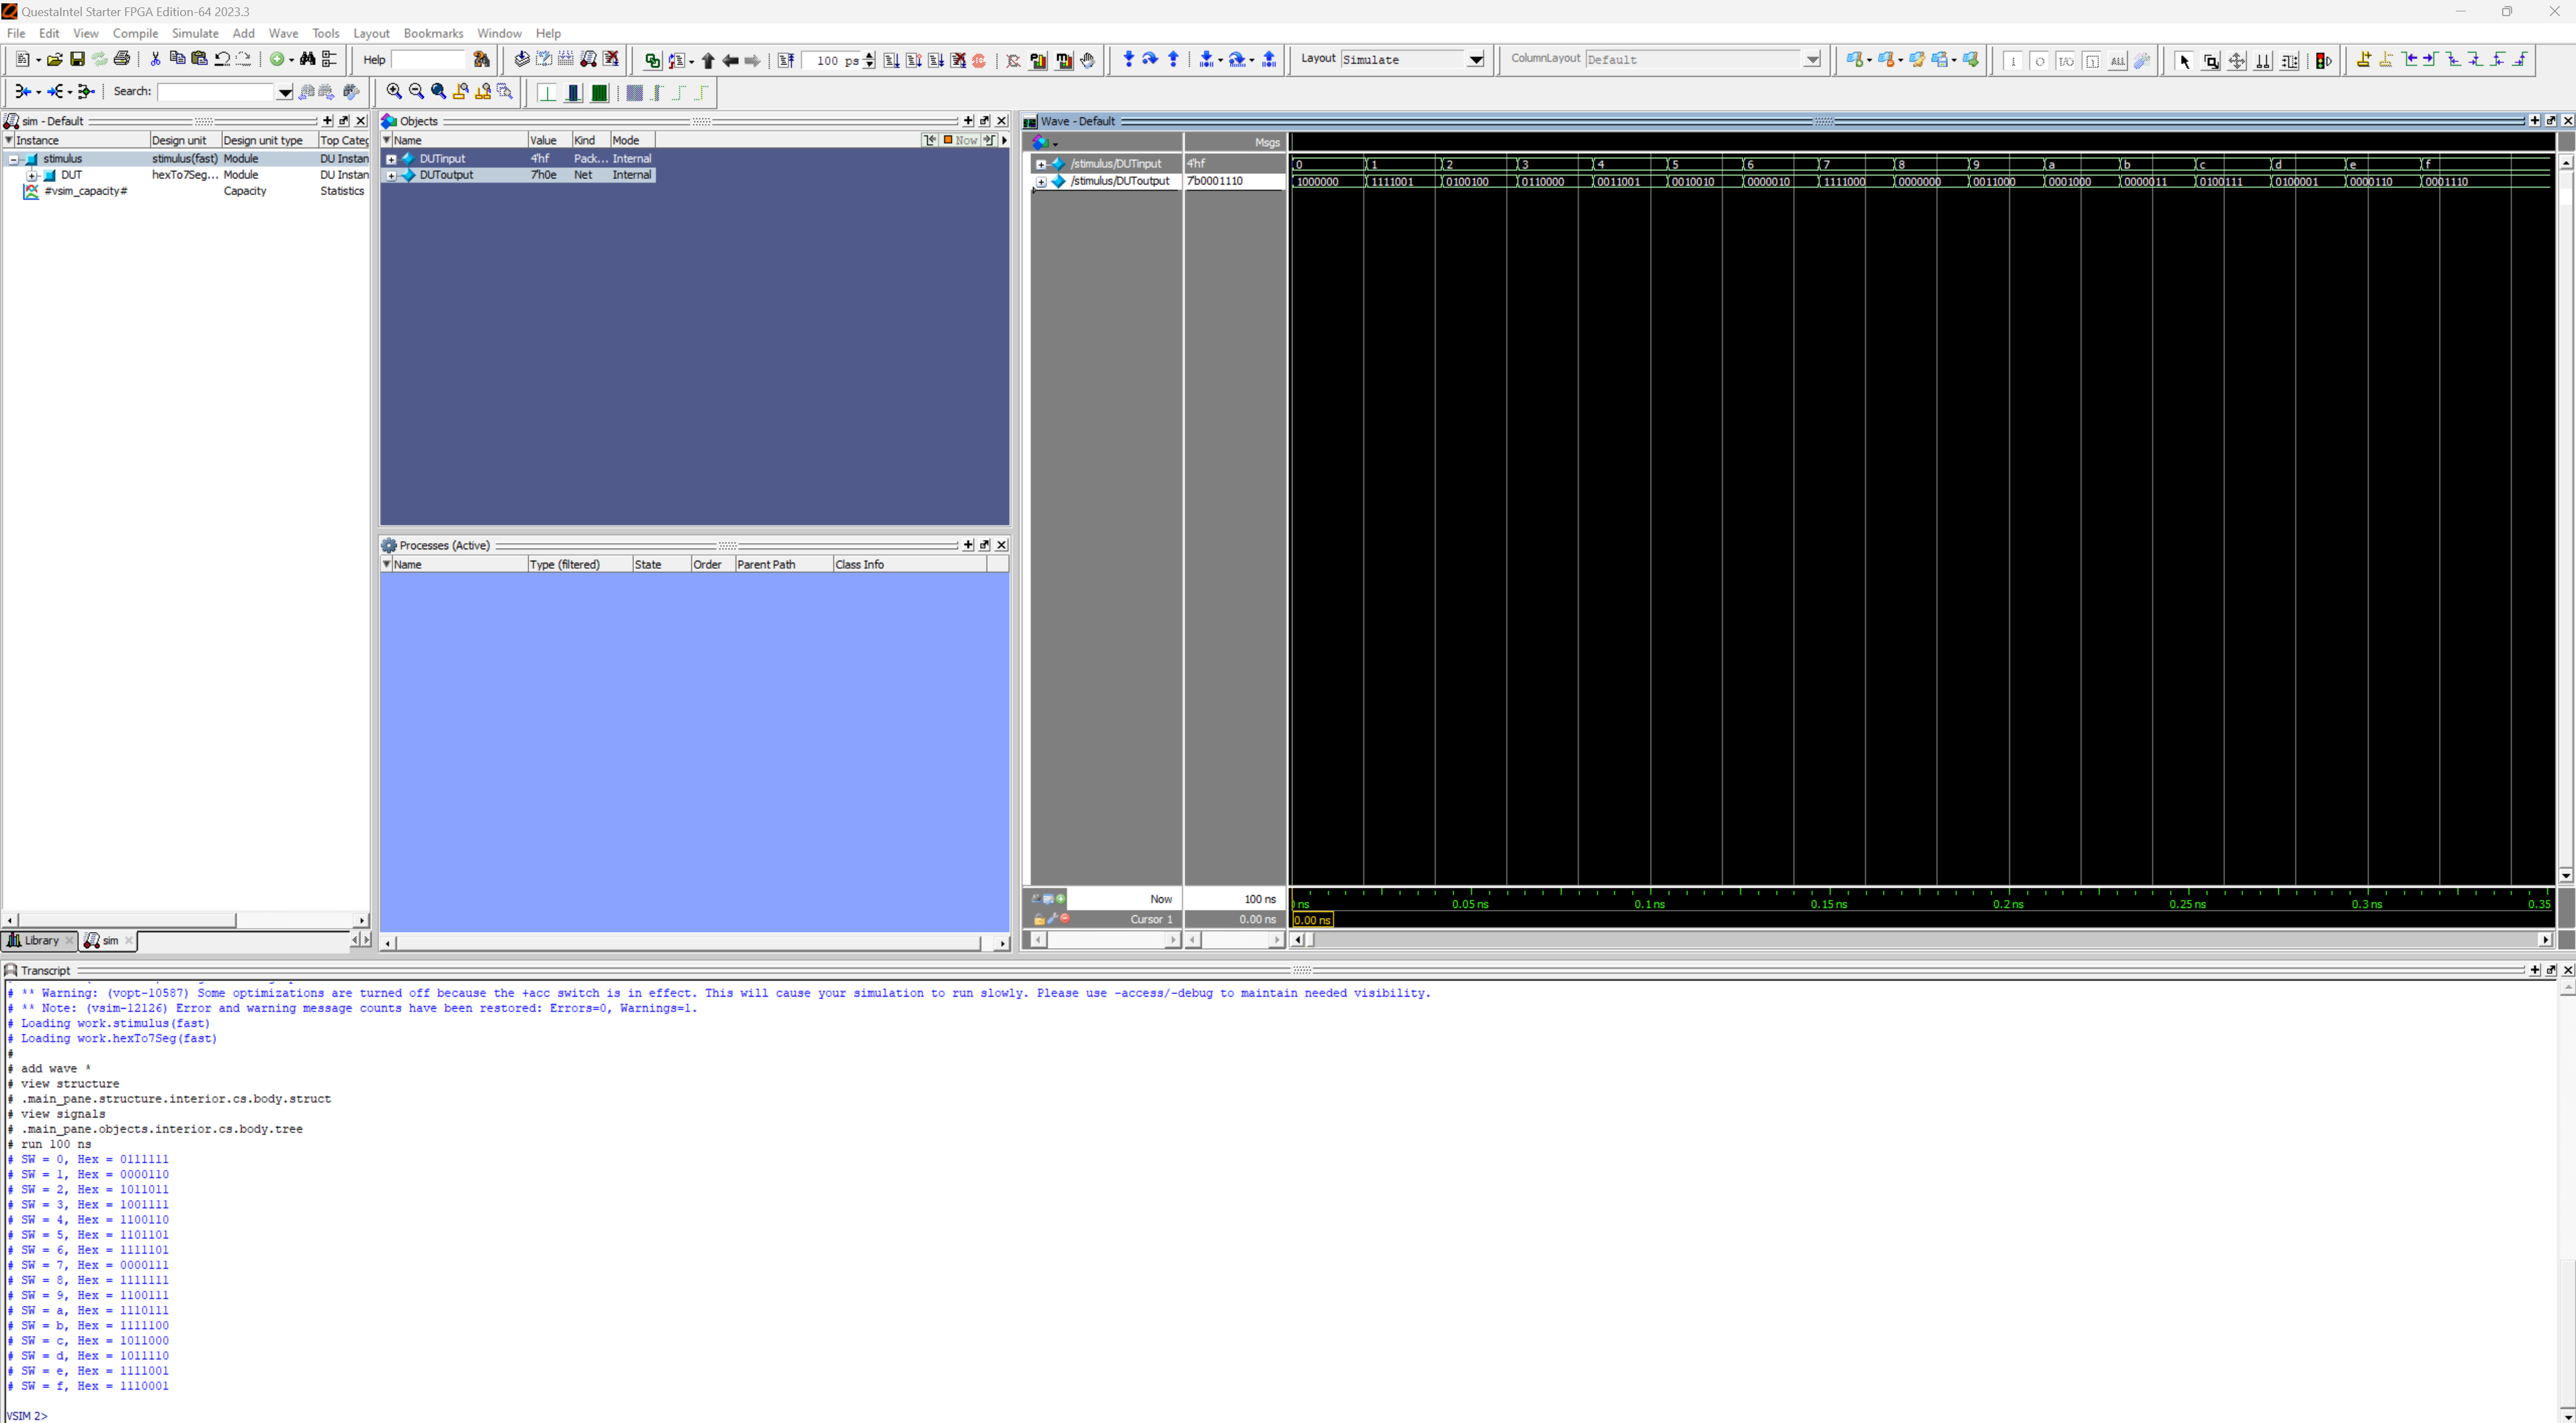 QuestaIntel Starter FPGA Edition-64 2023.3
File Edit View Compile Simulate Add Wave Tools Layout Bookmarks Window Help
Help 100 ps Layout Simulate ColumnLayout Default
Search:
sim - Default
Instance Design unit Design unit type Top Categ
stimulus stimulus(fast) Module DU Instan
DUT hexTo7Seg... Module DU Instan
#vsim_capacity# Capacity Statistics
Library sim
Objects
Name Value Kind Mode Now
DUTinput 4'hf Pack... Internal
DUToutput 7'h0e Net Internal
Processes (Active)
Name Type (filtered) State Order Parent Path Class Info
Wave - Default
Msgs
/stimulus/DUTinput 4'hf 0 1 2 3 4 5 6 7 8 9 a b c d e f
/stimulus/DUToutput 7'b0001110 1000000 1111001 0100100 0110000 0011001 0010010 0000010 1111000 0000000 0011000 0001000 0000011 0100111 0100001 0000110 0001110
Now 100 ns ns 0.05 ns 0.1 ns 0.15 ns 0.2 ns 0.25 ns 0.3 ns 0.35
Cursor 1 0.00 ns 0.00 ns
Transcript
# ** Warning: (vopt-10587) Some optimizations are turned off because the +acc switch is in effect. This will cause your simulation to run slowly. Please use -access/-debug to maintain needed visibility.
# ** Note: (vsim-12126) Error and warning message counts have been restored: Errors=0, Warnings=1.
# Loading work.stimulus(fast)
# Loading work.hexTo7Seg(fast)
#
# add wave *
# view structure
# .main_pane.structure.interior.cs.body.struct
# view signals
# .main_pane.objects.interior.cs.body.tree
# run 100 ns
# SW = 0, Hex = 0111111
# SW = 1, Hex = 0000110
# SW = 2, Hex = 1011011
# SW = 3, Hex = 1001111
# SW = 4, Hex = 1100110
# SW = 5, Hex = 1101101
# SW = 6, Hex = 1111101
# SW = 7, Hex = 0000111
# SW = 8, Hex = 1111111
# SW = 9, Hex = 1100111
# SW = a, Hex = 1110111
# SW = b, Hex = 1111100
# SW = c, Hex = 1011000
# SW = d, Hex = 1011110
# SW = e, Hex = 1111001
# SW = f, Hex = 1110001
VSIM 2>